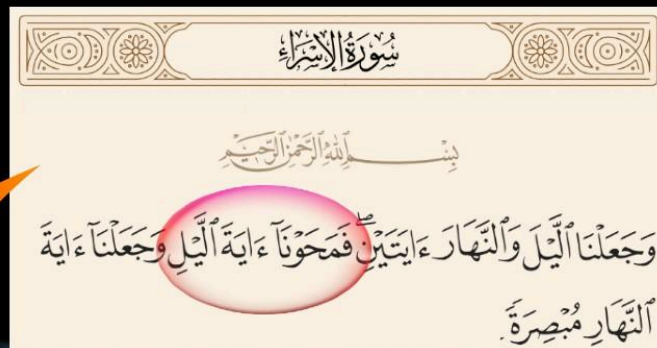 سُورَةُ الإِسۡرَاءِ
بِسۡمِ ٱللَّهِ ٱلرَّحۡمَٰنِ ٱلرَّحِيمِ
وَجَعَلۡنَا ٱلَّيۡلَ وَٱلنَّهَارَ ءَايَتَيۡنِۖ فَمَحَوۡنَآ ءَايَةَ ٱلَّيۡلِ وَجَعَلۡنَآ ءَايَةَ
ٱلنَّهَارِ مُبۡصِرَةٗ